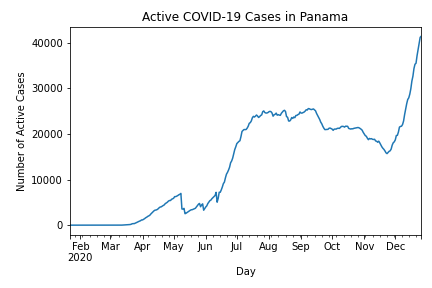 Active COVID-19 Cases in Panama
Number of Active Cases
40000
30000
20000
10000
0
Feb Mar Apr May Jun Jul Aug Sep Oct Nov Dec
2020
Day